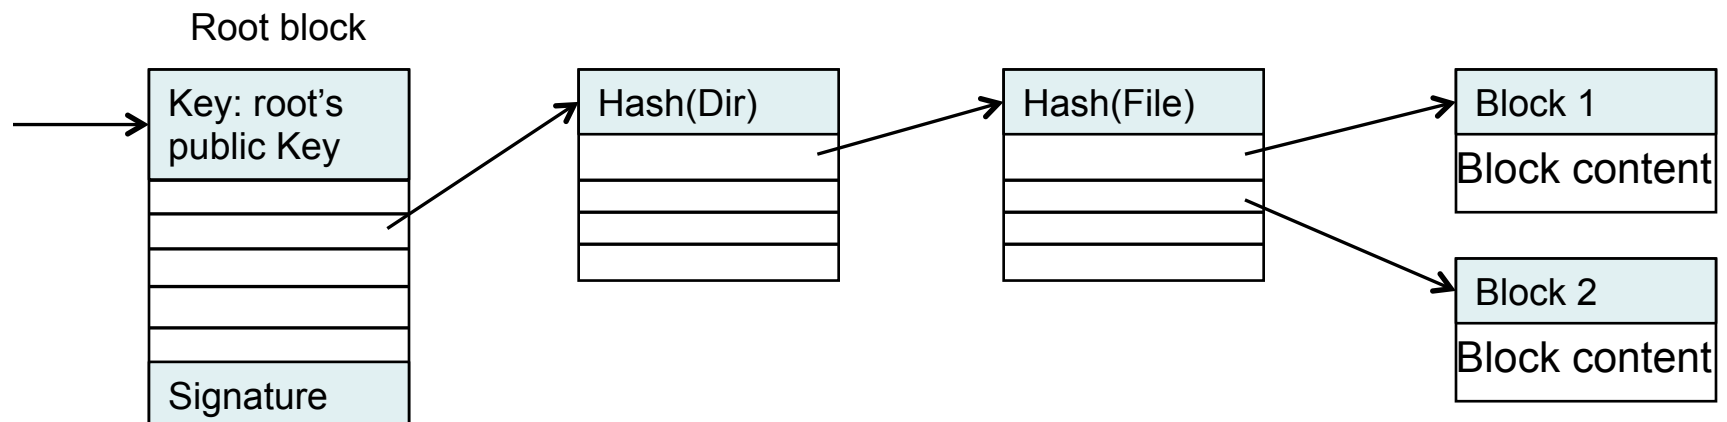 Root block
Key: root’s
public Key
Signature
Hash(Dir)
Hash(File)
Block 1
Block content
Block 2
Block content